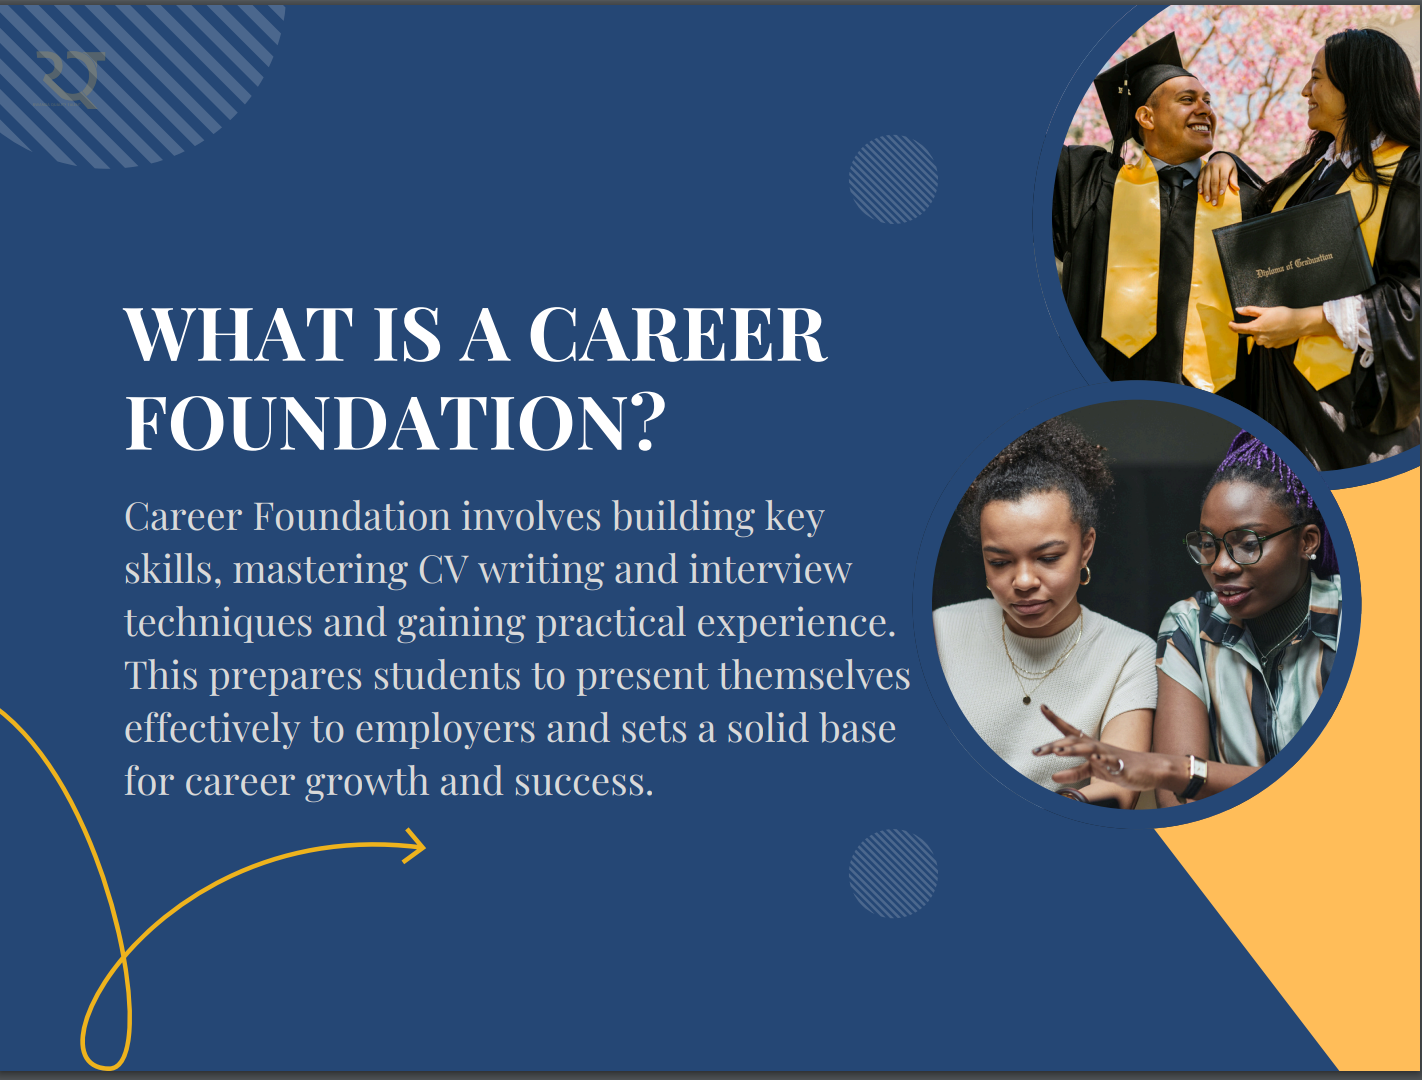 WHAT IS A CAREER
FOUNDATION?
Career Foundation involves building key
skills, mastering CV writing and interview
techniques and gaining practical experience.
This prepares students to present themselves
effectively to employers and sets a solid base
for career growth and success.
Diploma of Graduation